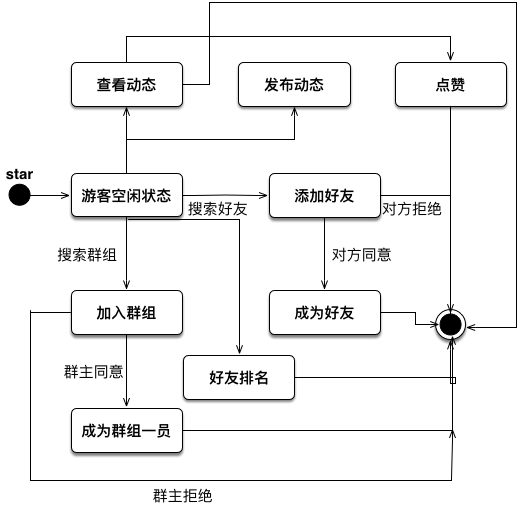 查看动态
发布动态
点赞
star
游客空闲状态
搜索好友
添加好友
对方拒绝
搜索群组
对方同意
加入群组
成为好友
群主同意
好友排名
成为群组一员
群主拒绝